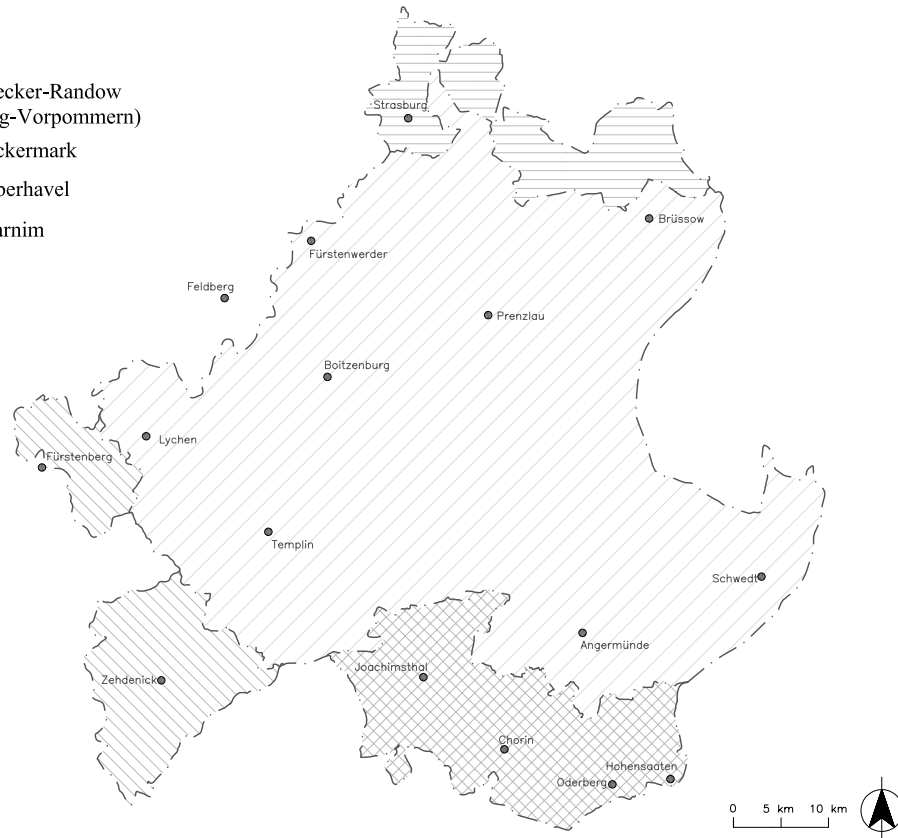 ecker-Randow
g-Vorpommern)
ckermark
berhavel
arnim
Strasburg
Brüssow
Fürstenwerder
Feldberg
Prenzlau
Boitzenburg
Lychen
Fürstenberg
Templin
Schwedt
Angermünde
Joachimsthal
Zehdenick
Chorin
Hohensaaten
Oderberg
0 5 km 10 km